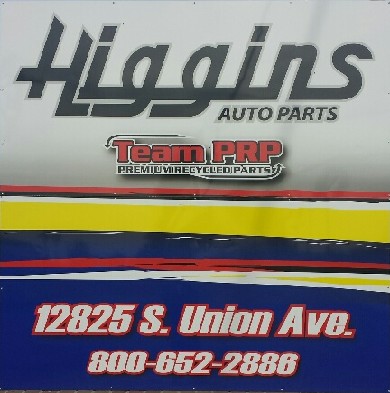 Higgins
AUTO PARTS
Team PRP
PREMIUM RECYCLED PARTS
12825 S. Union Ave.
800-652-2886